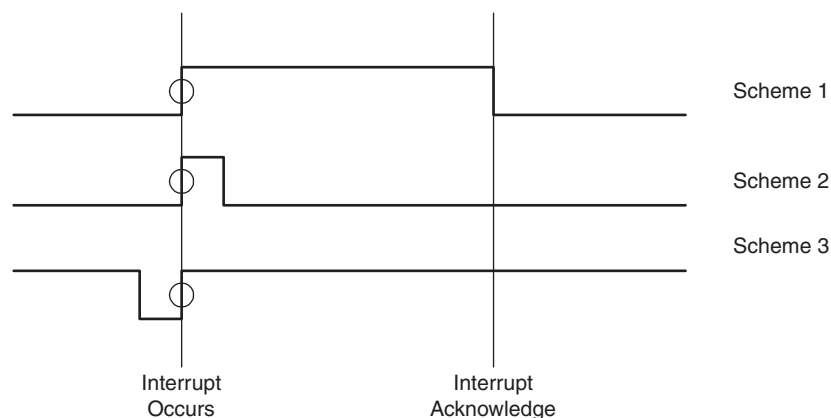 Scheme 1
Scheme 2
Scheme 3
Interrupt
Occurs
Interrupt
Acknowledge